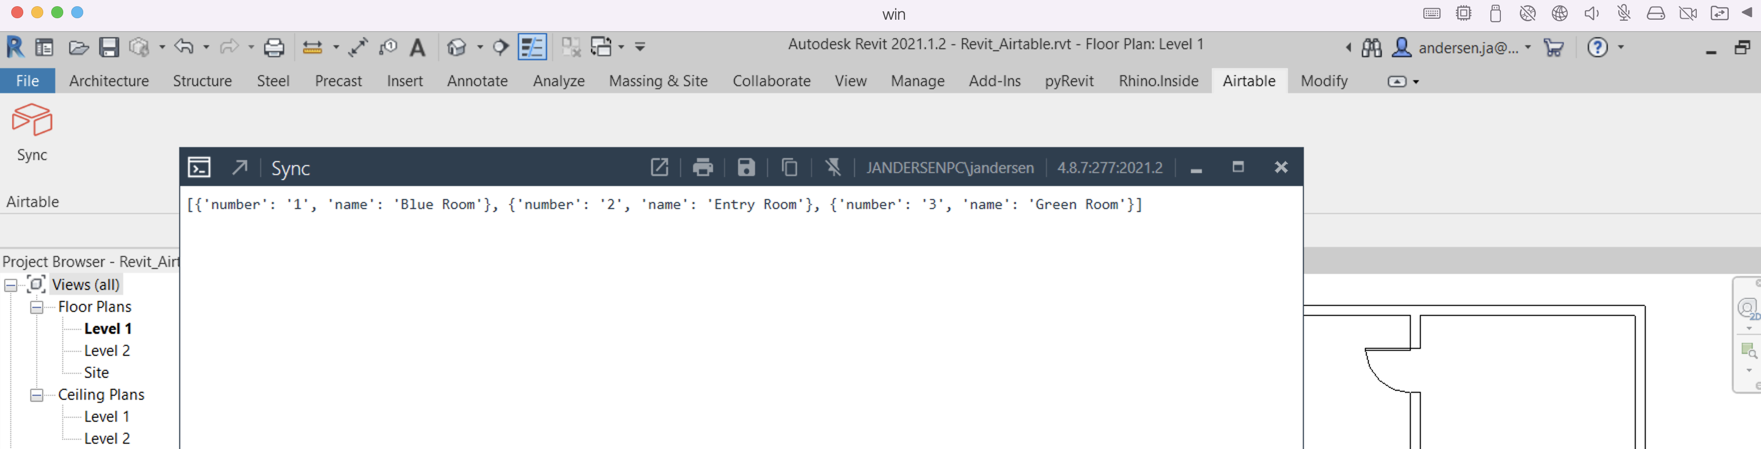 win
Autodesk Revit 2021.1.2 - Revit_Airtable.rvt - Floor Plan: Level 1
andersen.ja@...
File Architecture Structure Steel Precast Insert Annotate Analyze Massing & Site Collaborate View Manage Add-Ins pyRevit Rhino.Inside Airtable Modify
Sync
Airtable
Sync JANDERSENPC\jandersen 4.8.7:277:2021.2
[{'number': '1', 'name': 'Blue Room'}, {'number': '2', 'name': 'Entry Room'}, {'number': '3', 'name': 'Green Room'}]
Project Browser - Revit_Airt
Views (all)
Floor Plans
Level 1
Level 2
Site
Ceiling Plans
Level 1
Level 2
2D